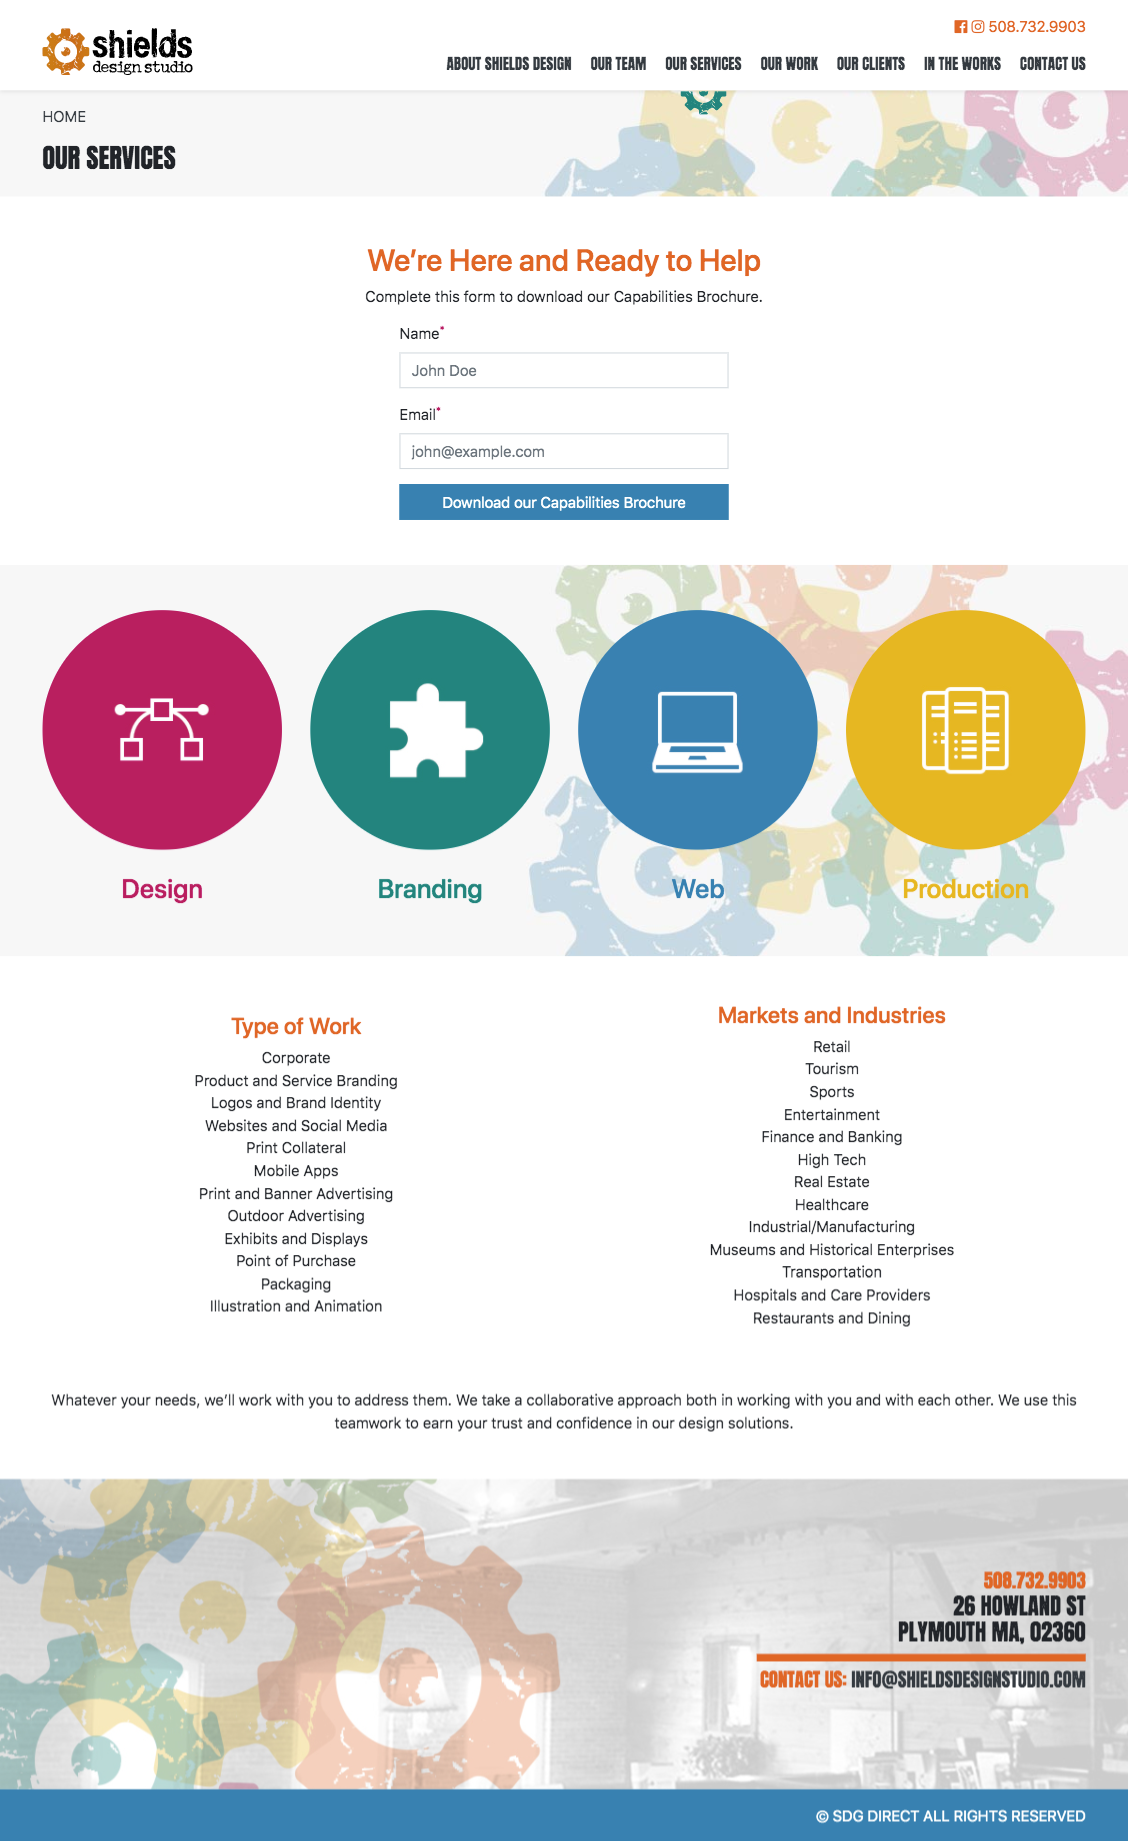 shields
design studio
508.732.9903
ABOUT SHIELDS DESIGN OUR TEAM OUR SERVICES OUR WORK OUR CLIENTS IN THE WORKS CONTACT US
HOME
OUR SERVICES
We’re Here and Ready to Help
Complete this form to download our Capabilities Brochure.
Name*
John Doe
Email*
john@example.com
Download our Capabilities Brochure
Design
Branding
Web
Production
Type of Work
Corporate
Product and Service Branding
Logos and Brand Identity
Websites and Social Media
Print Collateral
Mobile Apps
Print and Banner Advertising
Outdoor Advertising
Exhibits and Displays
Point of Purchase
Packaging
Illustration and Animation
Markets and Industries
Retail
Tourism
Sports
Entertainment
Finance and Banking
High Tech
Real Estate
Healthcare
Industrial/Manufacturing
Museums and Historical Enterprises
Transportation
Hospitals and Care Providers
Restaurants and Dining
Whatever your needs, we’ll work with you to address them. We take a collaborative approach both in working with you and with each other. We use this
teamwork to earn your trust and confidence in our design solutions.
508.732.9903
26 HOWLAND ST
PLYMOUTH MA, 02360
CONTACT US: INFO@SHIELDSDESIGNSTUDIO.COM
© SDG DIRECT ALL RIGHTS RESERVED